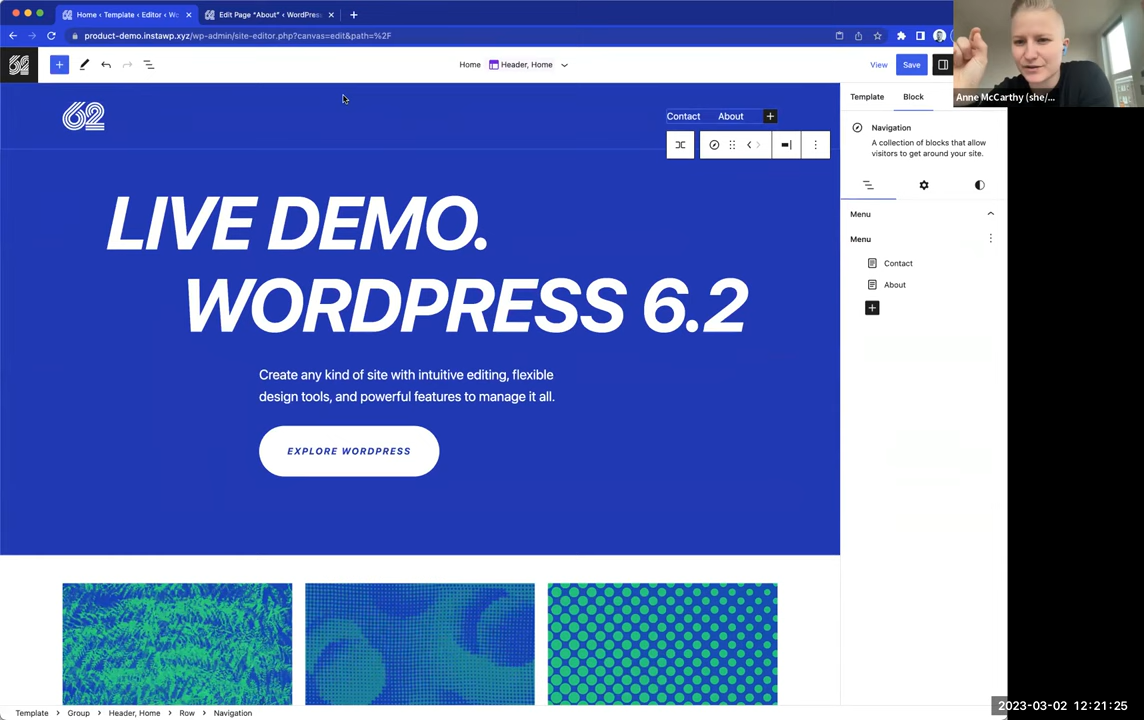 Home ‹ Template ‹ Editor ‹ Wo
Edit Page "About" ‹ WordPress
product-demo.instawp.xyz/wp-admin/site-editor.php?canvas=edit&path=%2F
Home
Header, Home
View
Save
Anne McCarthy (she/...
62
Contact
About
Template
Block
Navigation
A collection of blocks that allow
visitors to get around your site.
Menu
Menu
Contact
About
LIVE DEMO.
WORDPRESS 6.2
Create any kind of site with intuitive editing, flexible
design tools, and powerful features to manage it all.
EXPLORE WORDPRESS
Template > Group > Header, Home > Row > Navigation
2023-03-02 12:21:25